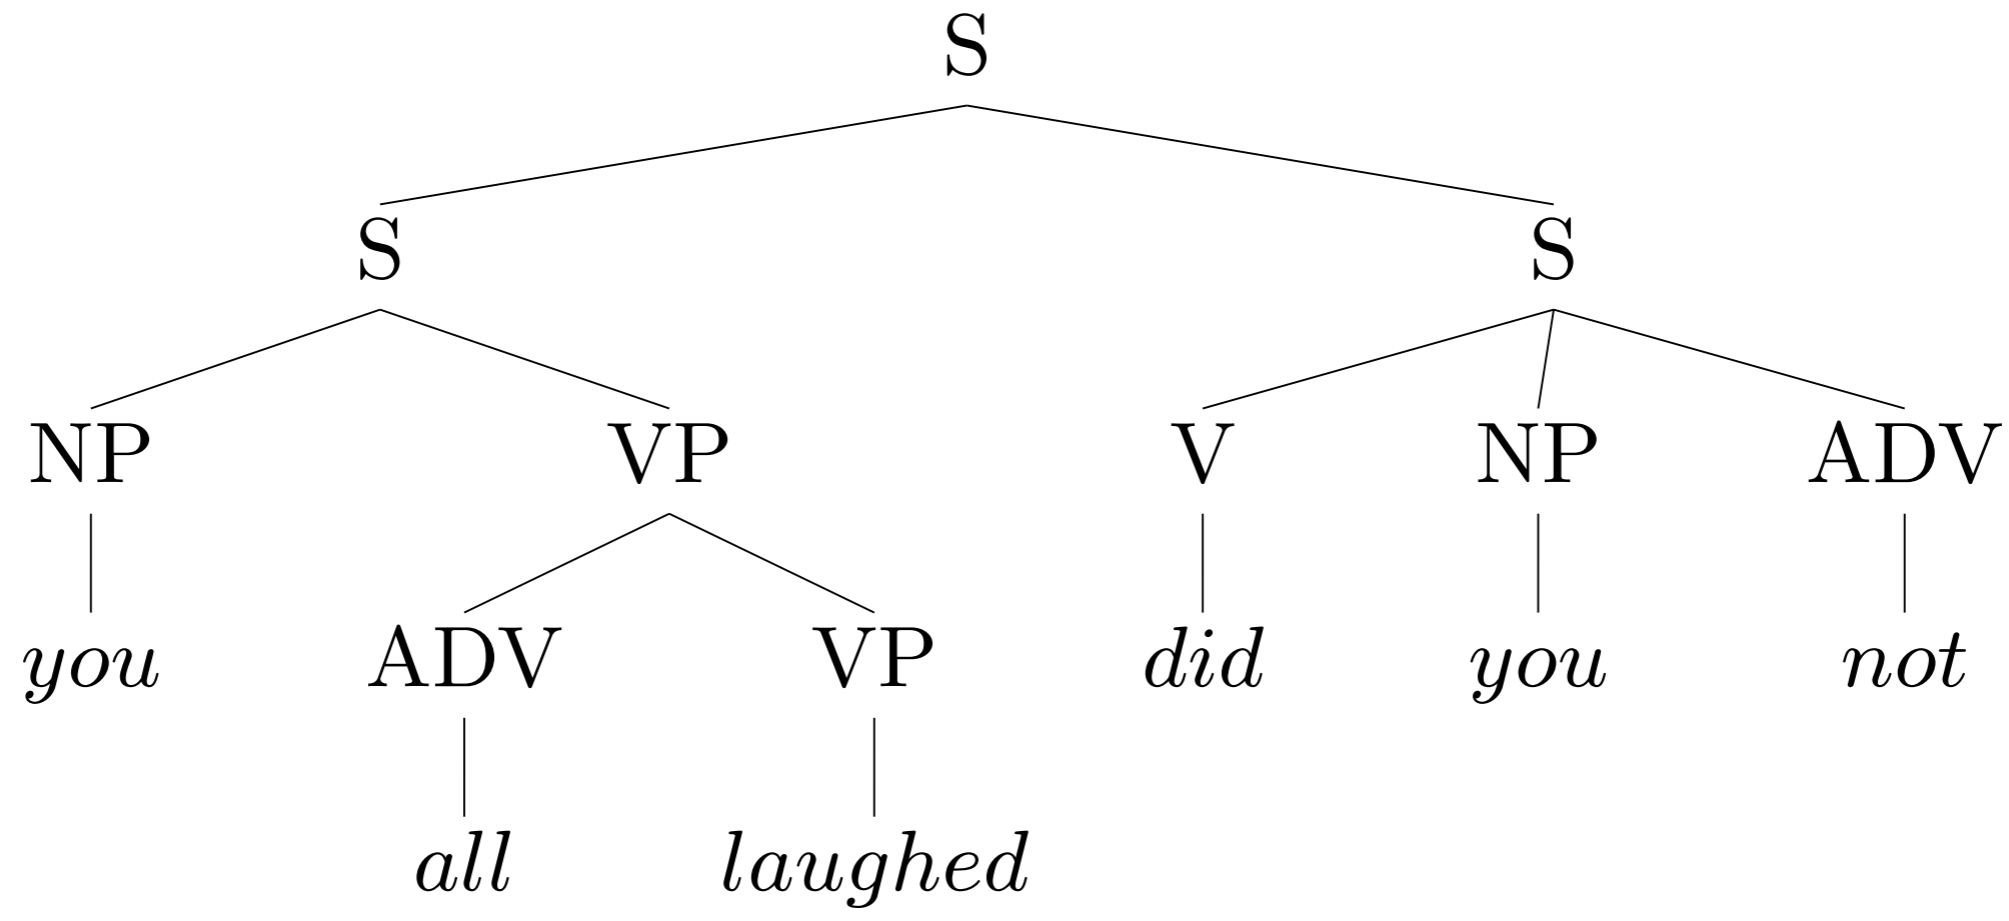 S
S S
NP VP V NP ADV
you ADV VP did you not
all laughed